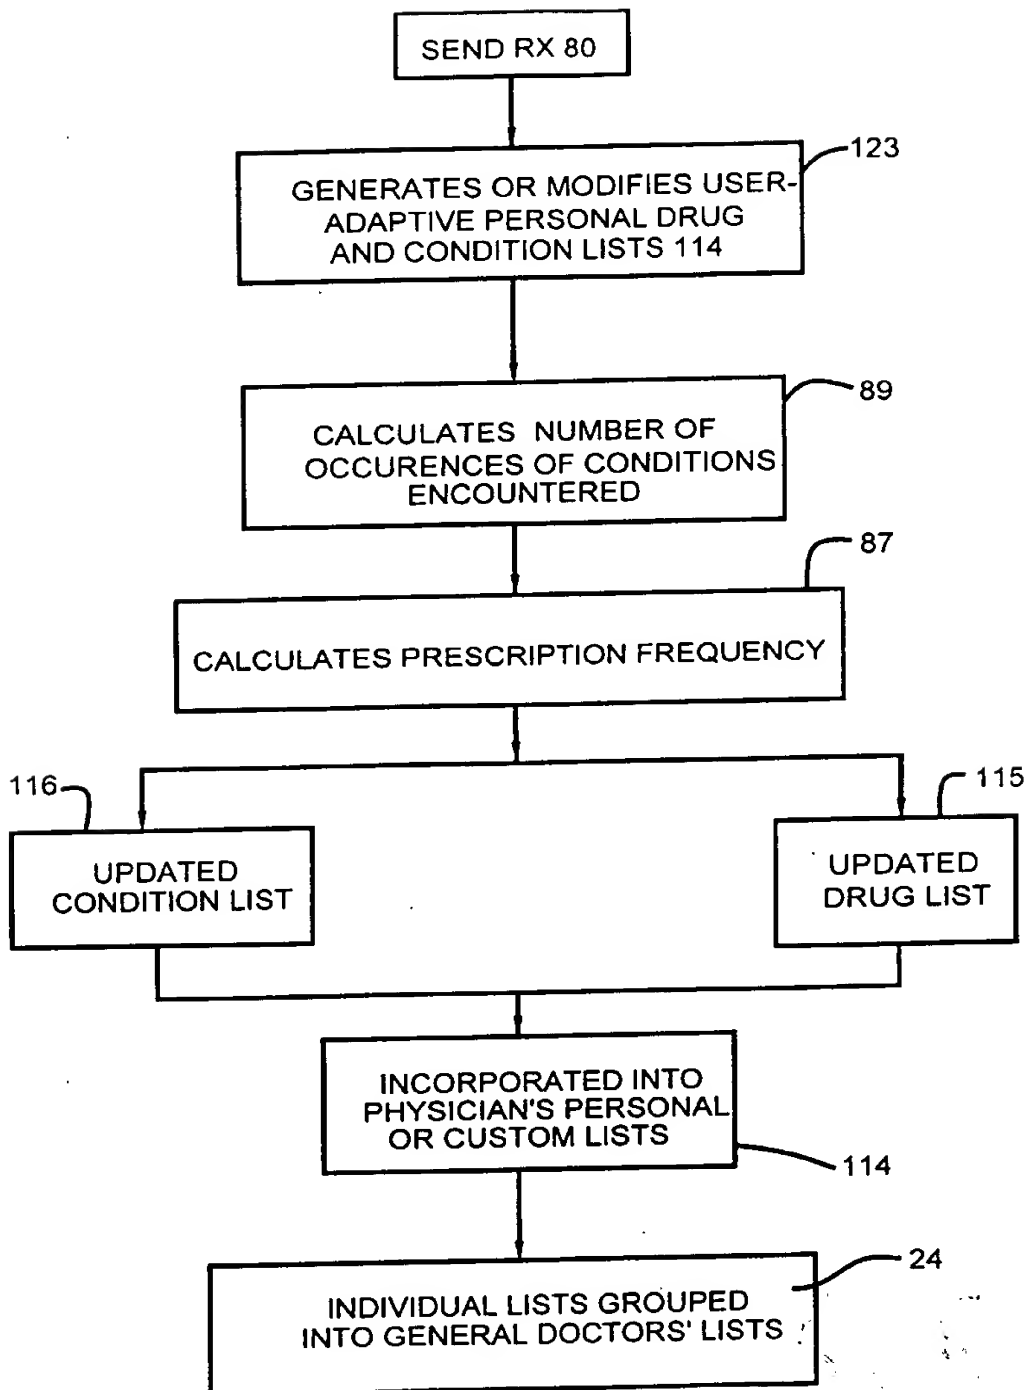 SEND RX 80
123
GENERATES OR MODIFIES USER-
ADAPTIVE PERSONAL DRUG
AND CONDITION LISTS 114
89
CALCULATES NUMBER OF
OCCURENCES OF CONDITIONS
ENCOUNTERED
87
CALCULATES PRESCRIPTION FREQUENCY
116
115
UPDATED
CONDITION LIST
UPDATED
DRUG LIST
INCORPORATED INTO
PHYSICIAN'S PERSONAL
OR CUSTOM LISTS
114
24
INDIVIDUAL LISTS GROUPED
INTO GENERAL DOCTORS' LISTS